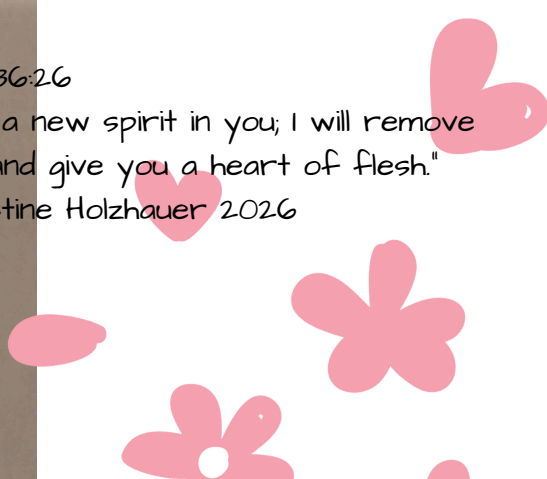 36:26
a new spirit in you; I will remove
and give you a heart of flesh."
tine Holzhauer 2026